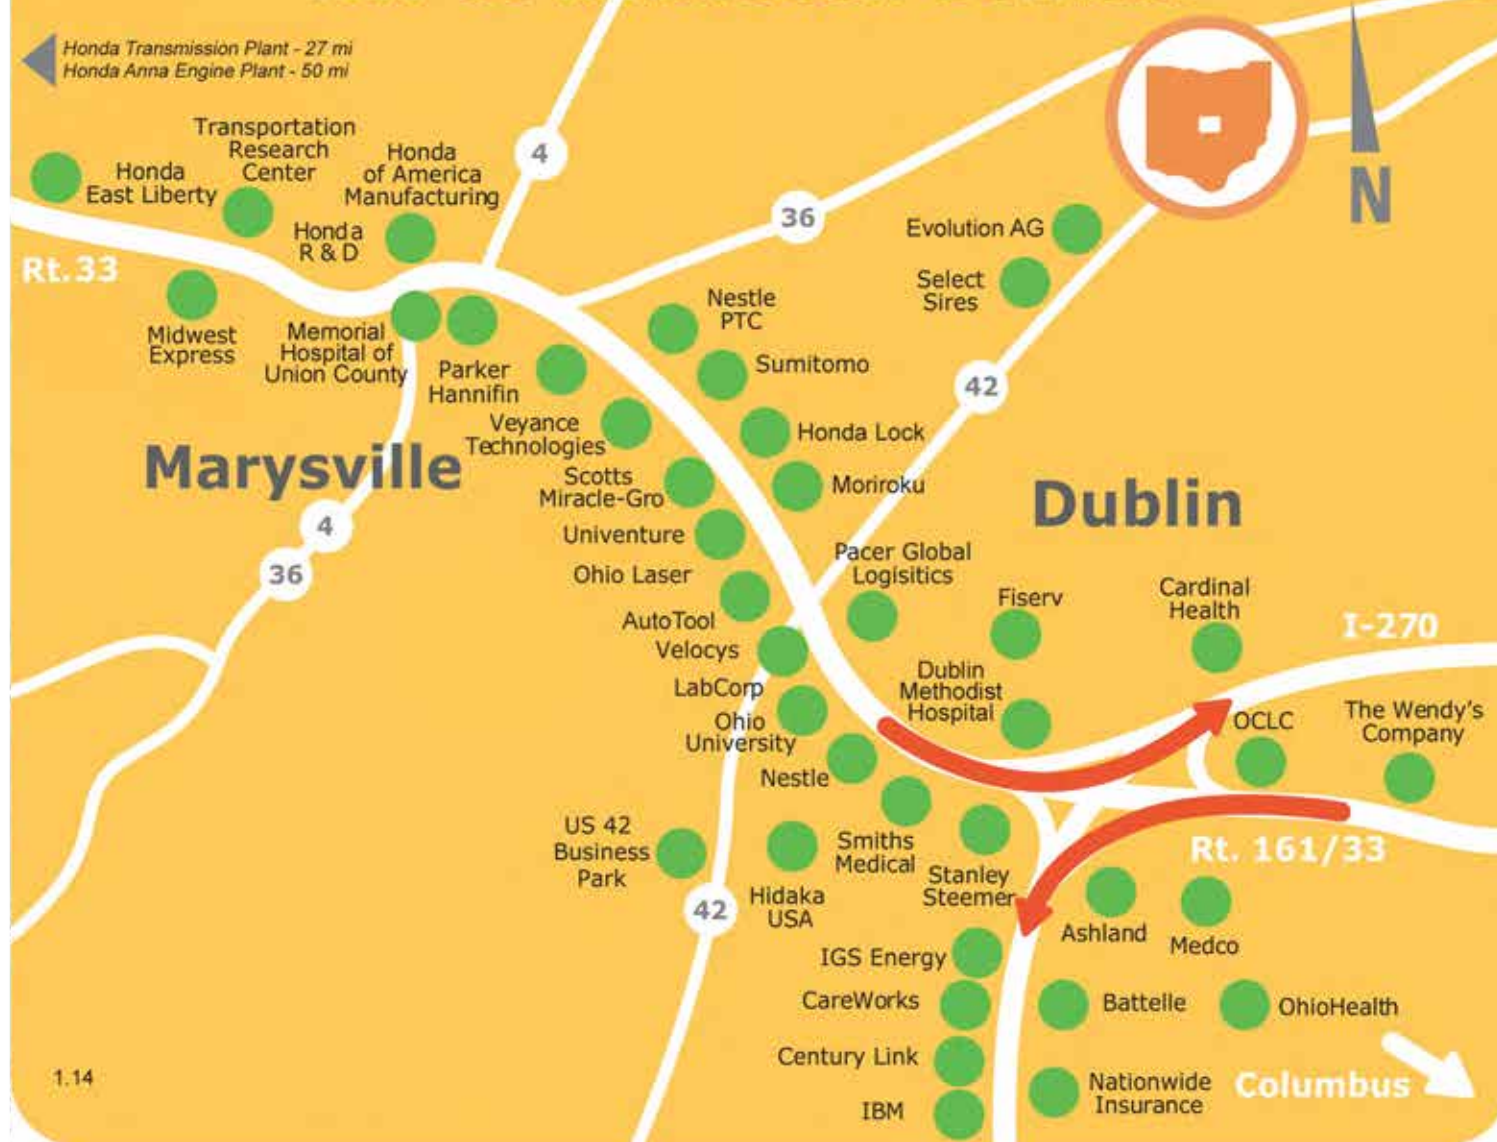 Honda Transmission Plant - 27 mi
Honda Anna Engine Plant - 50 mi
Transportation
Research
Center
Honda
of America
Manufacturing
Honda
East Liberty
Honda
R & D
4
36
N
Evolution AG
Select
Sires
Rt.33
Midwest
Express
Memorial
Hospital of
Union County
Parker
Hannifin
Nestle
PTC
Sumitomo
42
Veyance
Technologies
Honda Lock
Marysville
Scotts
Miracle-Gro
Moriroku
Dublin
4
Univenture
36
Ohio Laser
Pacer Global
Logisitics
Fiserv
Cardinal
Health
AutoTool
Velocys
I-270
LabCorp
Dublin
Methodist
Hospital
Ohio
University
OCLC
The Wendy's
Company
Nestle
US 42
Business
Park
Smiths
Medical
Rt. 161/33
Hidaka
USA
Stanley
Steemer
42
Ashland
Medco
IGS Energy
CareWorks
Battelle
OhioHealth
Century Link
1.14
Nationwide
Insurance
Columbus
IBM